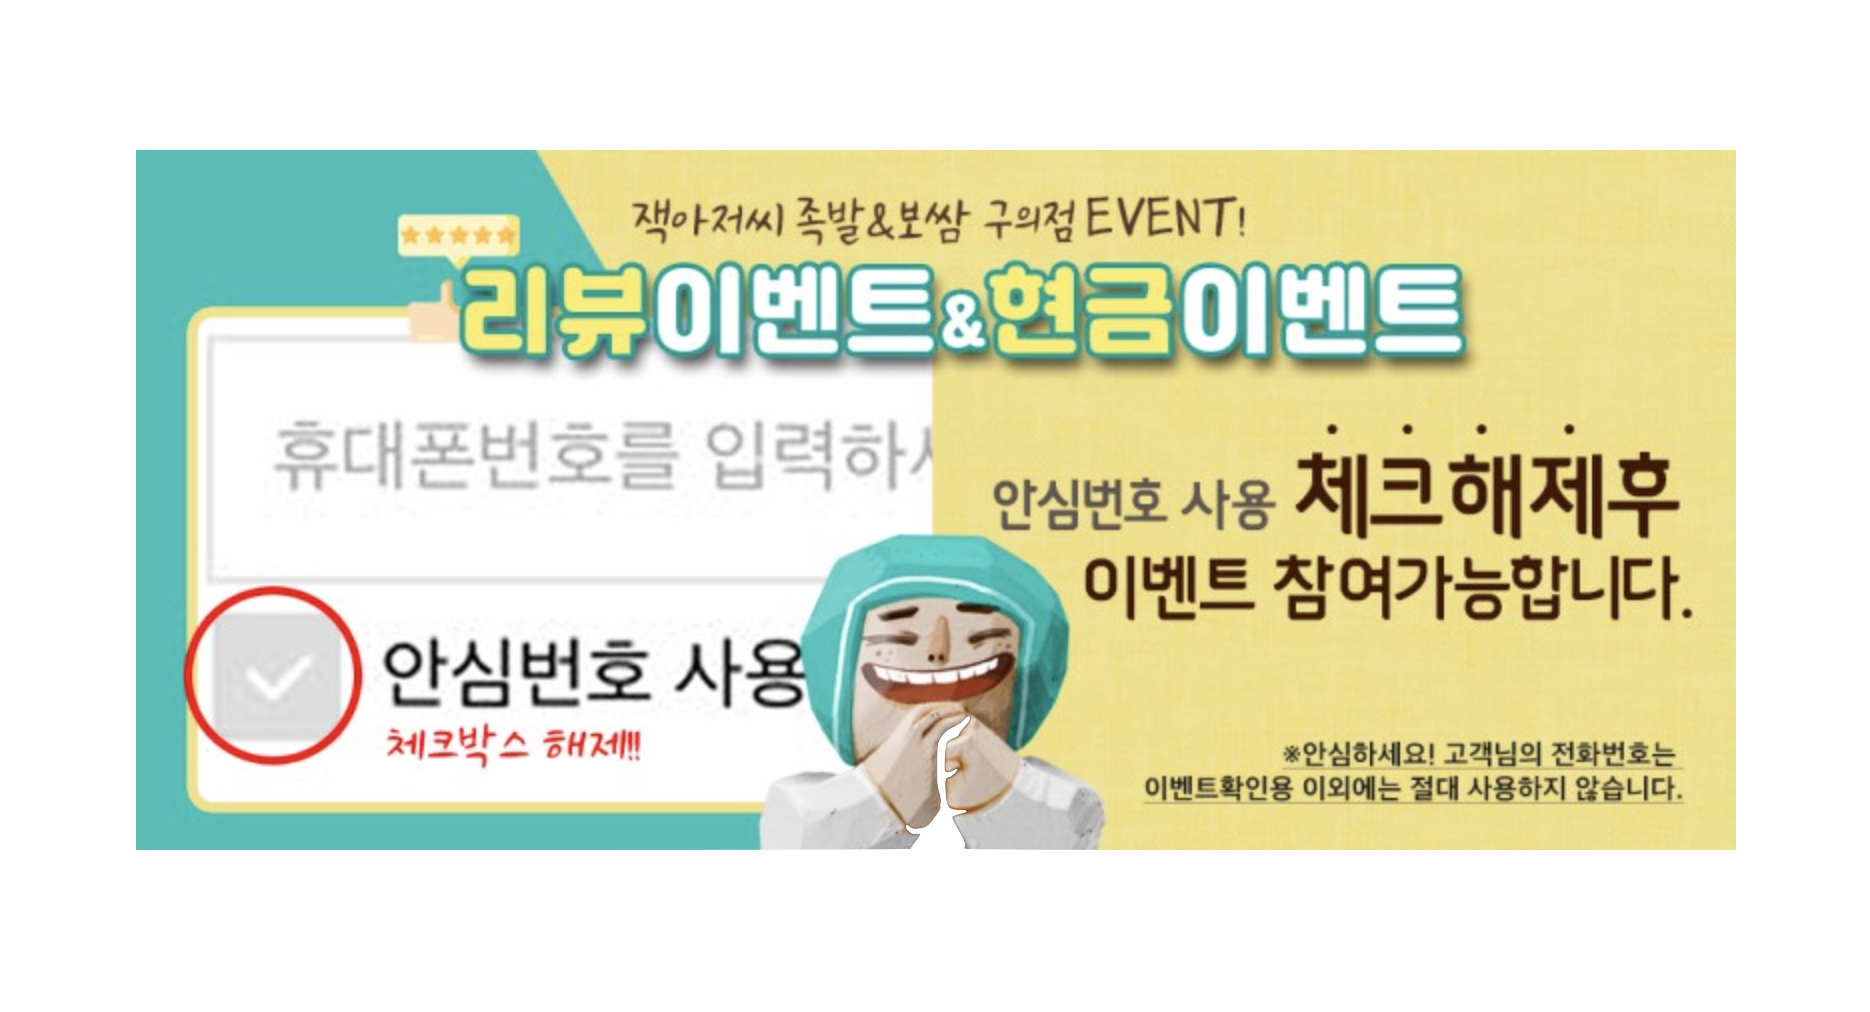 잭아저씨 족발&보쌈 구의점 EVENT!
리뷰이벤트&현금이벤트
휴대폰번호를 입력하
안심번호 사용
체크박스 해제!!!
안심번호 사용 체크해제후
이벤트 참여가능합니다.
※안심하세요! 고객님의 전화번호는
이벤트확인용 이외에는 절대 사용하지 않습니다.